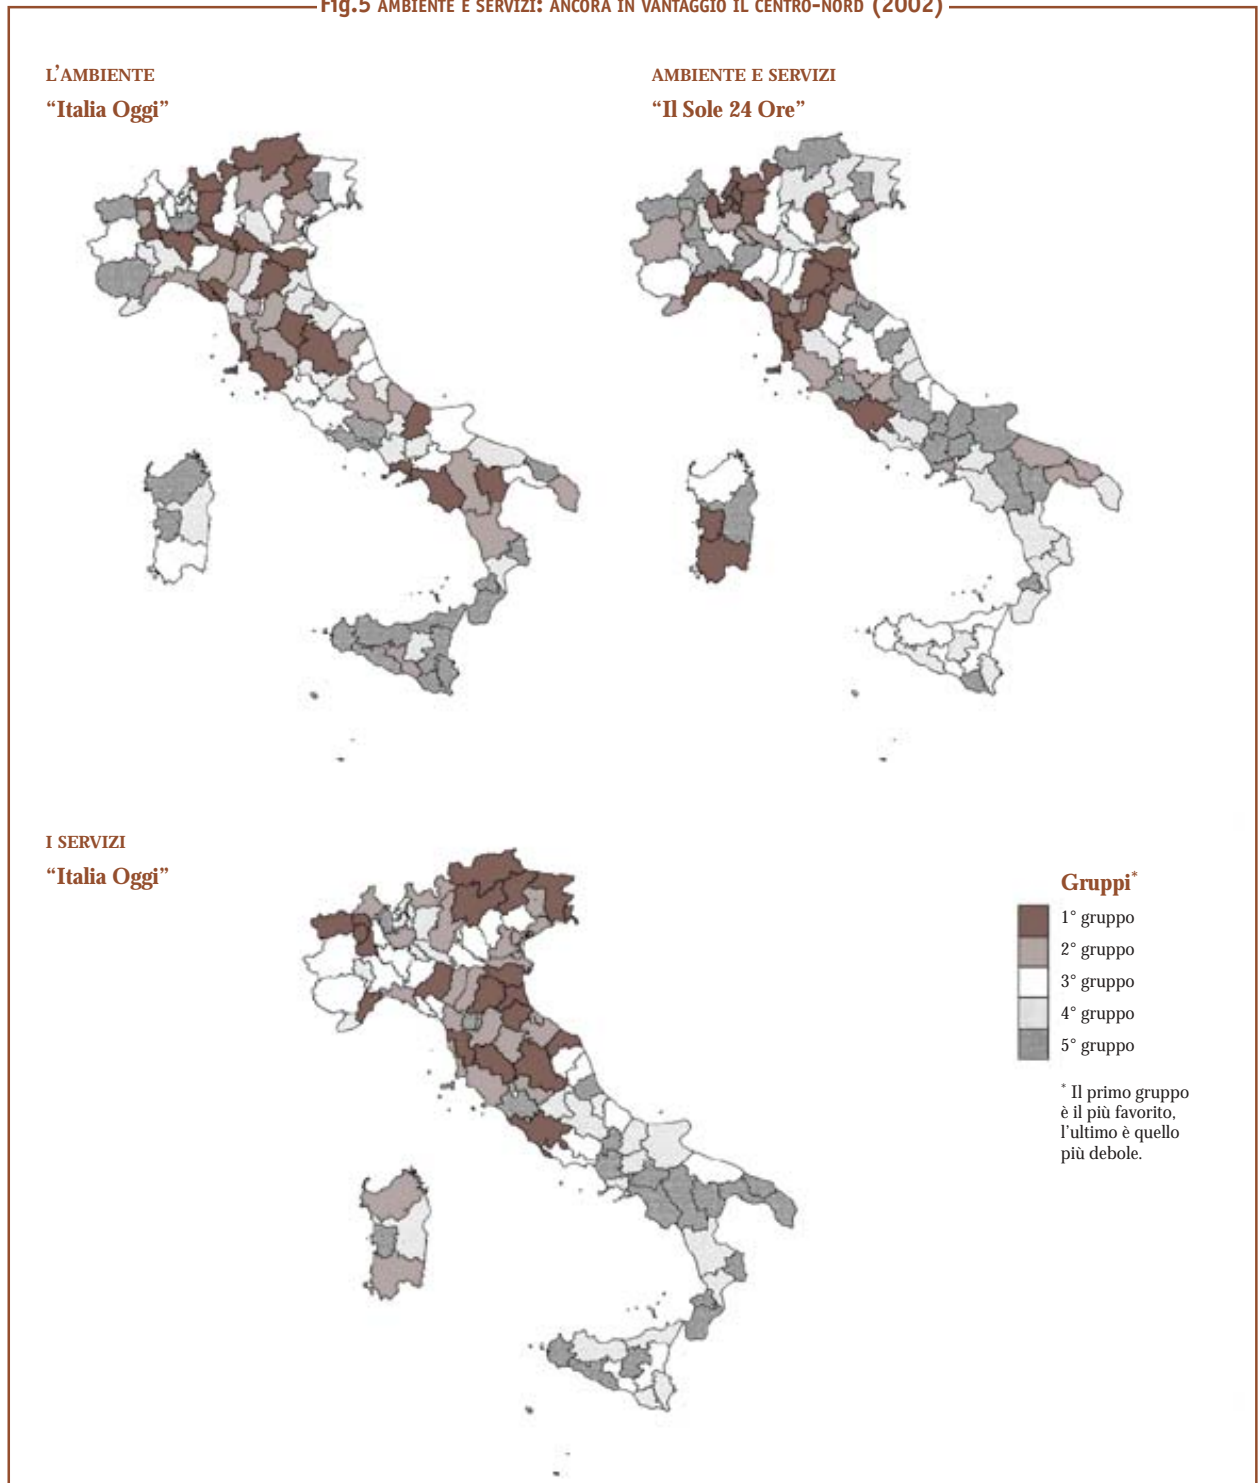 Fig.5 AMBIENTE E SERVIZI: ANCORA IN VANTAGGIO IL CENTRO-NORD (2002)
L'AMBIENTE
"Italia Oggi"
AMBIENTE E SERVIZI
"Il Sole 24 Ore"
I SERVIZI
"Italia Oggi"
Gruppi*
1° gruppo
2° gruppo
3° gruppo
4° gruppo
5° gruppo
* Il primo gruppo
è il più favorito,
l'ultimo è quello
più debole.